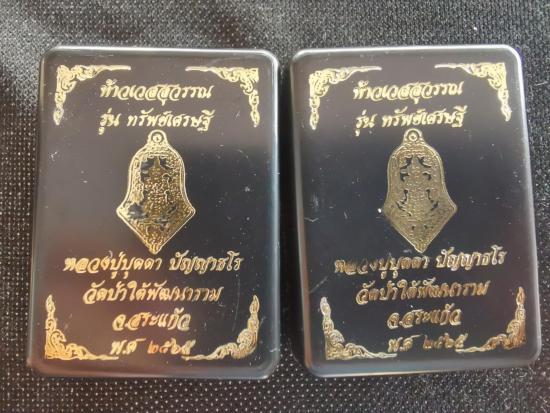 ท้าวเวสสุวรรณ
รุ่น ทรัพย์เศรษฐี
หลวงปู่บุดดา ปัญญาธโร
วัดป่าใต้พัฒนาราม
จ.สระแก้ว
พ.ศ ๒๕๖๕
ท้าวเวสสุวรรณ
รุ่น ทรัพย์เศรษฐี
หลวงปู่บุดดา ปัญญาธโร
วัดป่าใต้พัฒนาราม
จ.สระแก้ว
พ.ศ ๒๕๖๕